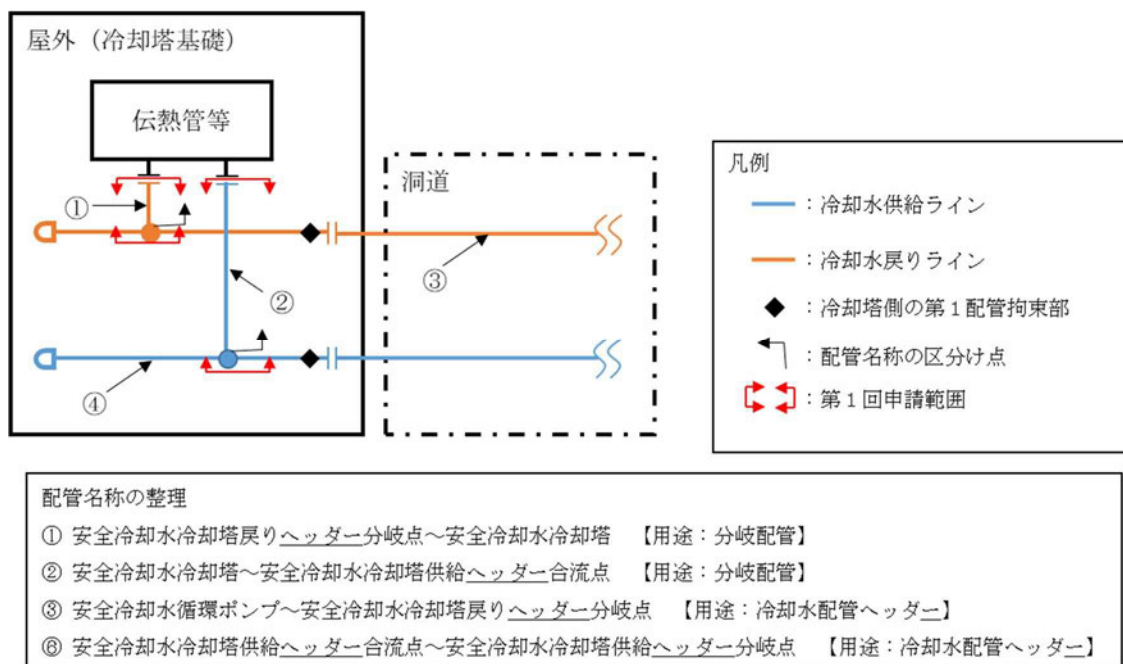 屋外（冷却塔基礎）
伝熱管等
洞道
①
②
③
④
凡例
：冷却水供給ライン
：冷却水戻りライン
：冷却塔側の第１配管拘束部
：配管名称の区分け点
：第１回申請範囲
配管名称の整理
① 安全冷却水冷却塔戻りヘッダー分岐点～安全冷却水冷却塔 【用途：分岐配管】
② 安全冷却水冷却塔～安全冷却水冷却塔供給ヘッダー合流点 【用途：分岐配管】
③ 安全冷却水循環ポンプ～安全冷却水冷却塔戻りヘッダー分岐点 【用途：冷却水配管ヘッダー】
⑥ 安全冷却水冷却塔供給ヘッダー合流点～安全冷却水冷却塔供給ヘッダー分岐点 【用途：冷却水配管ヘッダー】